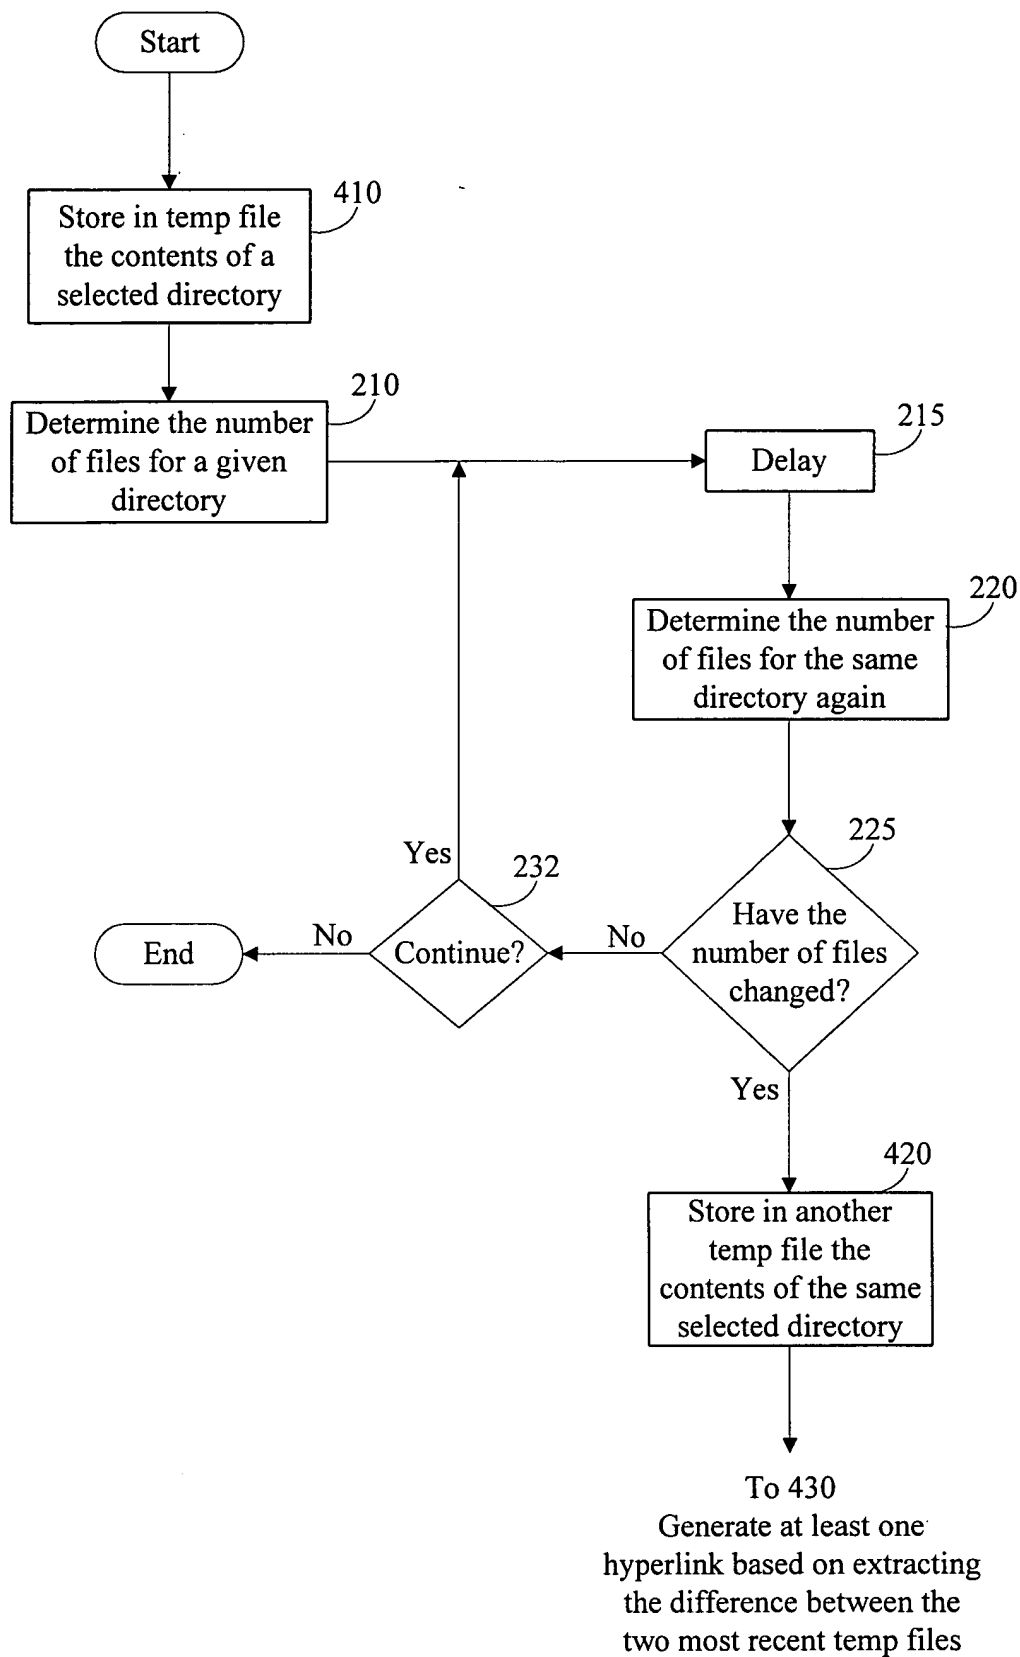 Start
410
Store in temp file
the contents of a
selected directory
210
Determine the number
of files for a given
directory
215
Delay
220
Determine the number
of files for the same
directory again
225
Have the
number of files
changed?
No
232
Continue?
Yes
No
End
Yes
420
Store in another
temp file the
contents of the same
selected directory
To 430
Generate at least one
hyperlink based on extracting
the difference between the
two most recent temp files